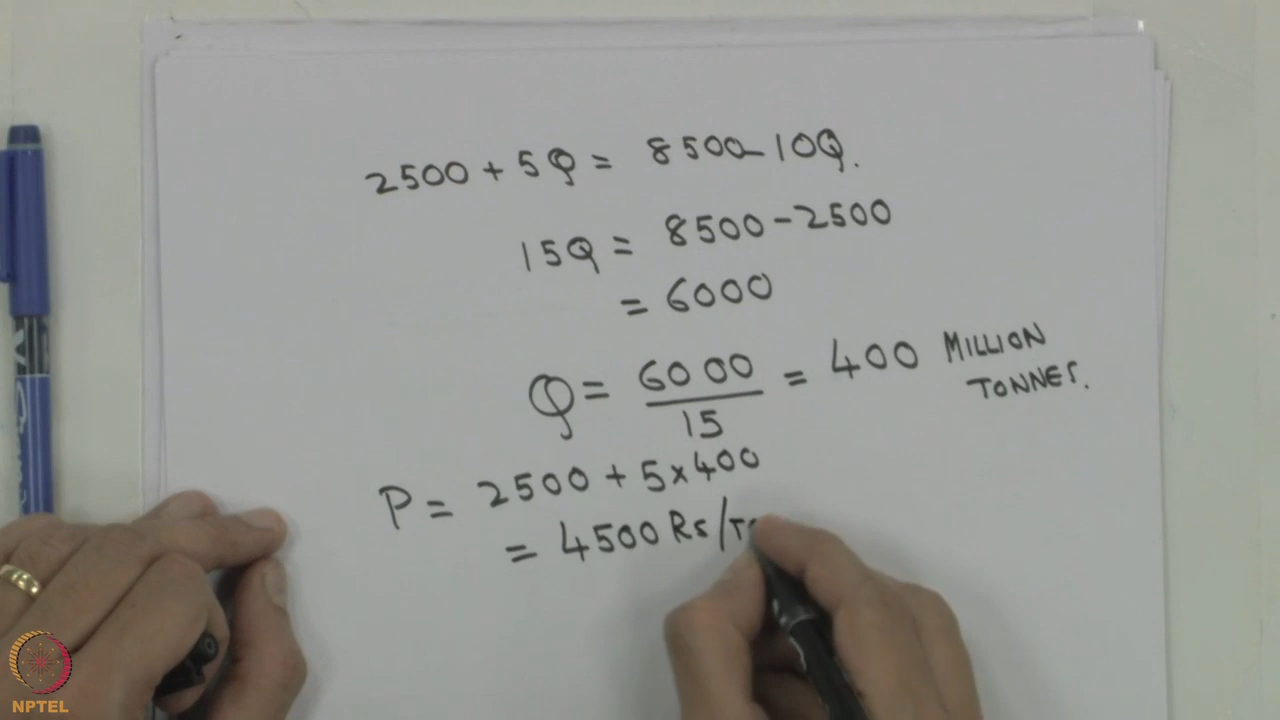 2500 + 5Q = 8500 - 10Q.
15Q = 8500 - 2500
= 6000
Q = 6000/15 = 400 MILLION TONNES.
P = 2500 + 5×400
= 4500 Rs/TO
NPTEL